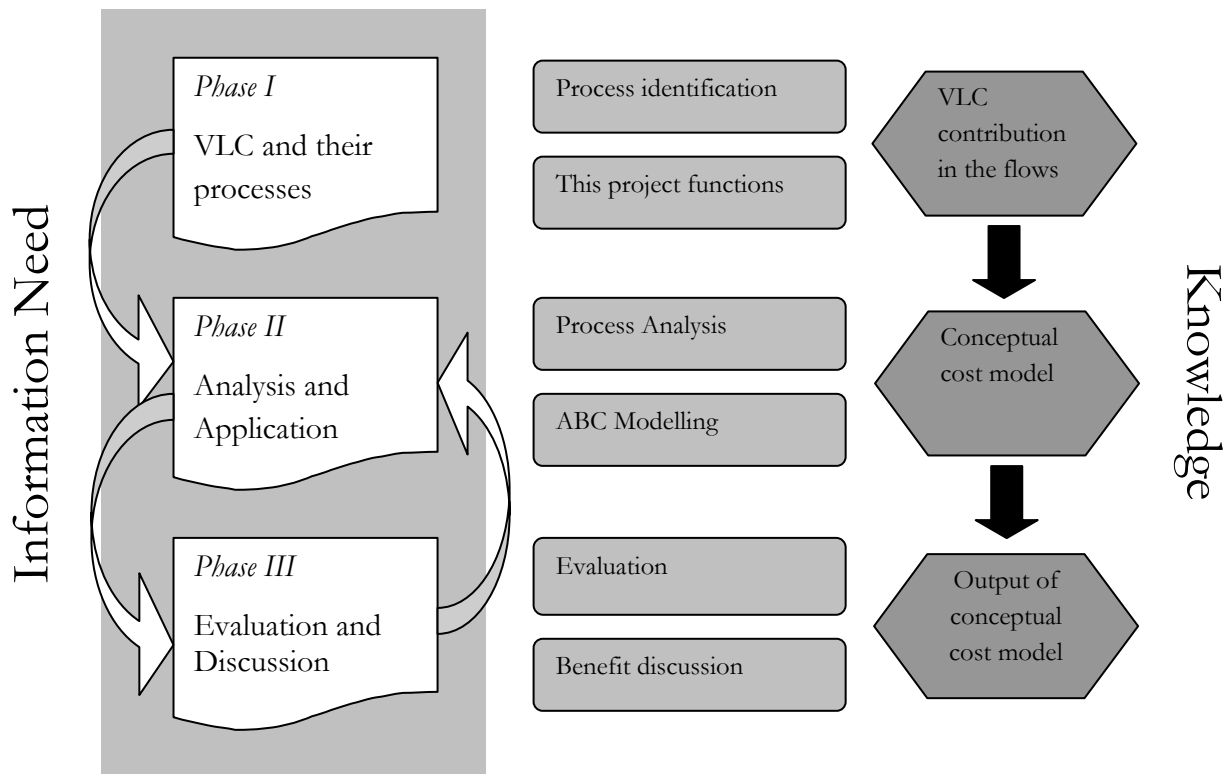 Information Need
Phase I
VLC and their
processes
Phase II
Analysis and
Application
Phase III
Evaluation and
Discussion
Process identification
This project functions
Process Analysis
ABC Modelling
Evaluation
Benefit discussion
VLC
contribution
in the flows
Conceptual
cost model
Output of
conceptual
cost model
Knowledge